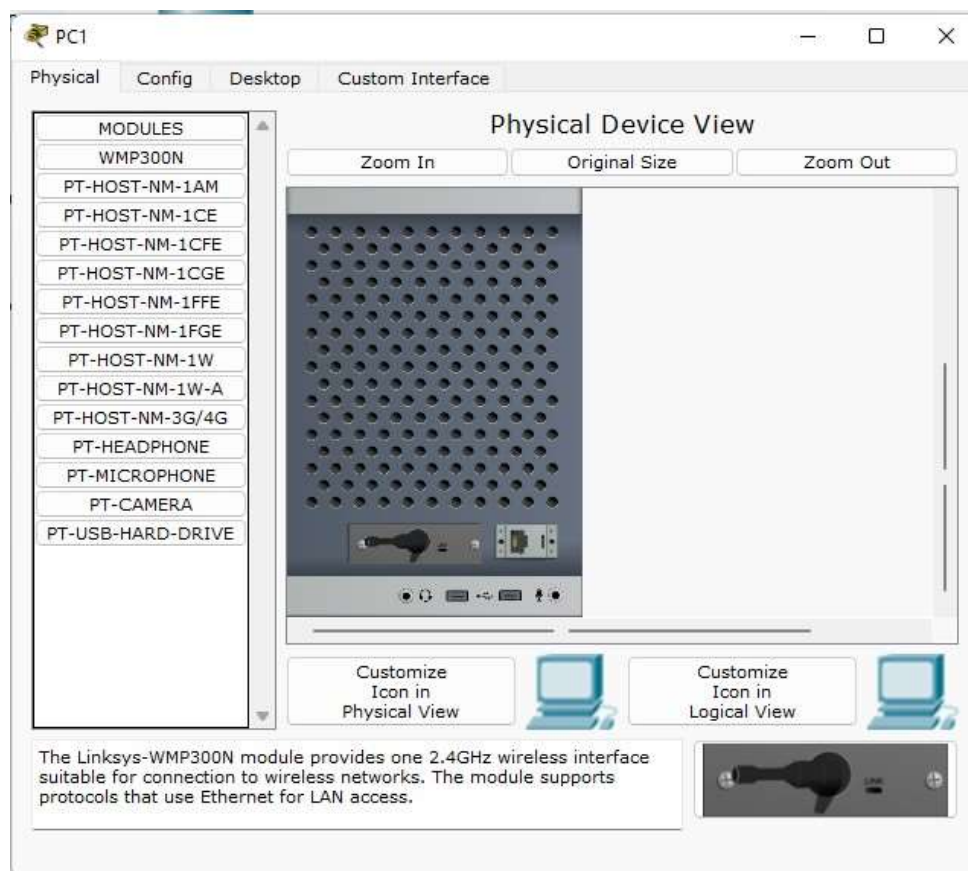 PC1
Physical
Config
Desktop
Custom Interface
MODULES
WMP300N
PT-HOST-NM-1AM
PT-HOST-NM-1CE
PT-HOST-NM-1CFE
PT-HOST-NM-1CGE
PT-HOST-NM-1FFE
PT-HOST-NM-1FGE
PT-HOST-NM-1W
PT-HOST-NM-1W-A
PT-HOST-NM-3G/4G
PT-HEADPHONE
PT-MICROPHONE
PT-CAMERA
PT-USB-HARD-DRIVE
Physical Device View
Zoom In
Original Size
Zoom Out
Customize
Icon in
Physical View
Customize
Icon in
Logical View
The Linksys-WMP300N module provides one 2.4GHz wireless interface
suitable for connection to wireless networks. The module supports
protocols that use Ethernet for LAN access.
LINK